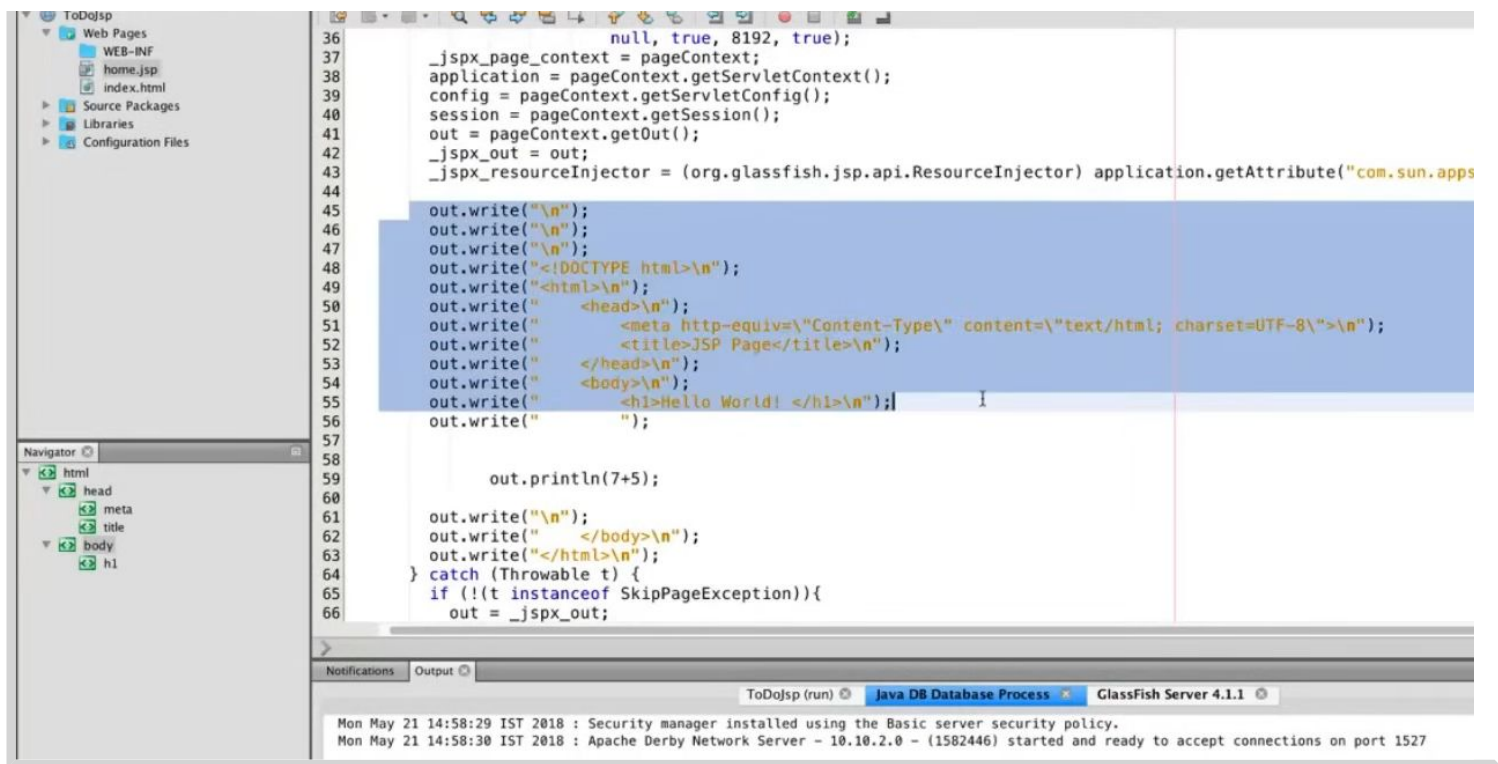 ToDoJsp
Web Pages
WEB-INF
home.jsp
index.html
Source Packages
Libraries
Configuration Files
36 null, true, 8192, true);
37 _jspx_page_context = pageContext;
38 application = pageContext.getServletContext();
39 config = pageContext.getServletConfig();
40 session = pageContext.getSession();
41 out = pageContext.getOut();
42 _jspx_out = out;
43 _jspx_resourceInjector = (org.glassfish.jsp.api.ResourceInjector) application.getAttribute("com.sun.apps
44
45 out.write("\n");
46 out.write("\n");
47 out.write("\n");
48 out.write("<!DOCTYPE html>\n");
49 out.write("<html>\n");
50 out.write("    <head>\n");
51 out.write("        <meta http-equiv=\"Content-Type\" content=\"text/html; charset=UTF-8\">\n");
52 out.write("        <title>JSP Page</title>\n");
53 out.write("    </head>\n");
54 out.write("    <body>\n");
55 out.write("        <h1>Hello World! </h1>\n");
56 out.write("        ");
57
58
59 out.println(7+5);
60
61 out.write("\n");
62 out.write("    </body>\n");
63 out.write("</html>\n");
64 } catch (Throwable t) {
65 if (!(t instanceof SkipPageException)){
66 out = _jspx_out;
Navigator
html
head
meta
title
body
h1
Notifications Output
ToDoJsp (run) Java DB Database Process GlassFish Server 4.1.1
Mon May 21 14:58:29 IST 2018 : Security manager installed using the Basic server security policy.
Mon May 21 14:58:30 IST 2018 : Apache Derby Network Server - 10.10.2.0 - (1582446) started and ready to accept connections on port 1527